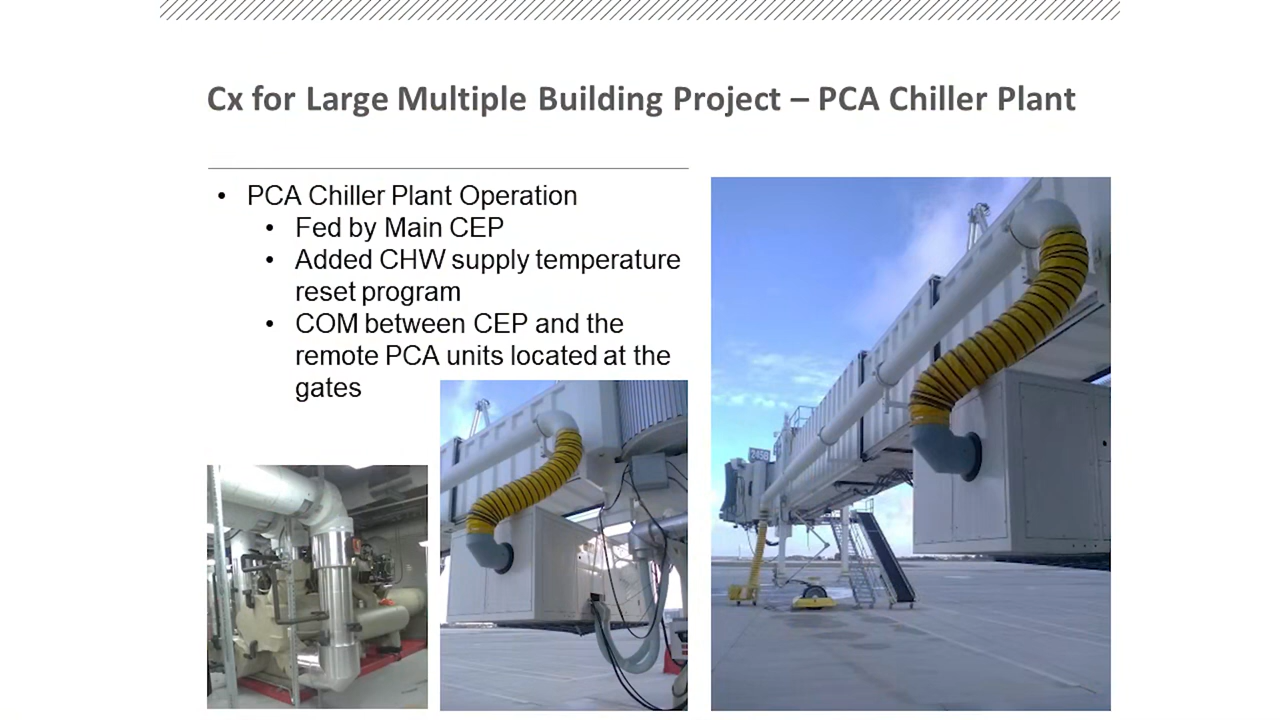 Cx for Large Multiple Building Project – PCA Chiller Plant
• PCA Chiller Plant Operation
• Fed by Main CEP
• Added CHW supply temperature
reset program
• COM between CEP and the
remote PCA units located at the
gates
245B